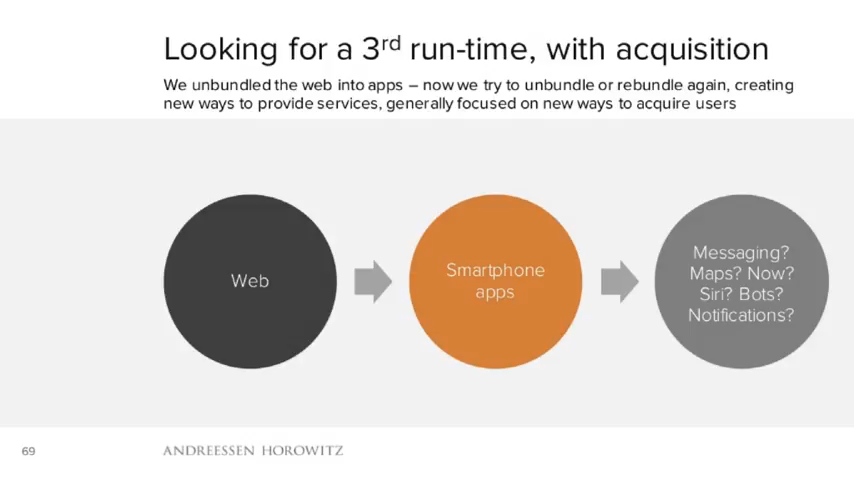 Looking for a 3rd run-time, with acquisition
We unbundled the web into apps – now we try to unbundle or rebundle again, creating
new ways to provide services, generally focused on new ways to acquire users
Web
Smartphone
apps
Messaging?
Maps? Now?
Siri? Bots?
Notifications?
69
ANDREESSEN HOROWITZ